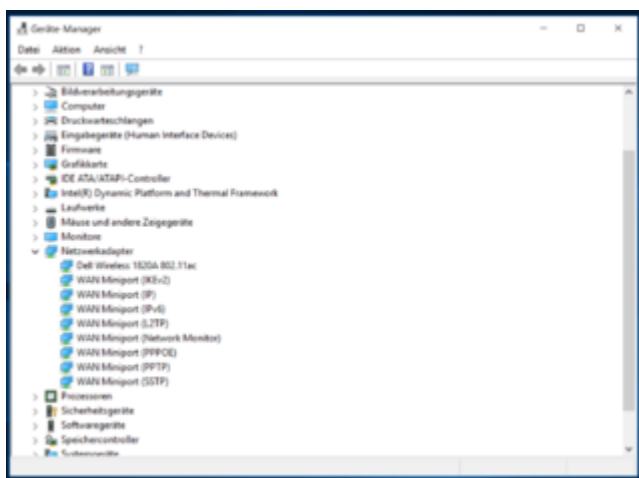 Geräte-Manager
Datei Aktion Ansicht ?
Bildverarbeitungsgeräte
Computer
Druckwarteschlangen
Eingabegeräte (Human Interface Devices)
Firmware
Grafikkarte
IDE ATA/ATAPI-Controller
Intel(R) Dynamic Platform and Thermal Framework
Laufwerke
Mäuse und andere Zeigegeräte
Monitore
Netzwerkadapter
Dell Wireless 1820A 802.11ac
WAN Miniport (IKEv2)
WAN Miniport (IP)
WAN Miniport (IPv6)
WAN Miniport (L2TP)
WAN Miniport (Network Monitor)
WAN Miniport (PPPOE)
WAN Miniport (PPTP)
WAN Miniport (SSTP)
Prozessoren
Sicherheitsgeräte
Softwaregeräte
Speichercontroller
Systemgeräte